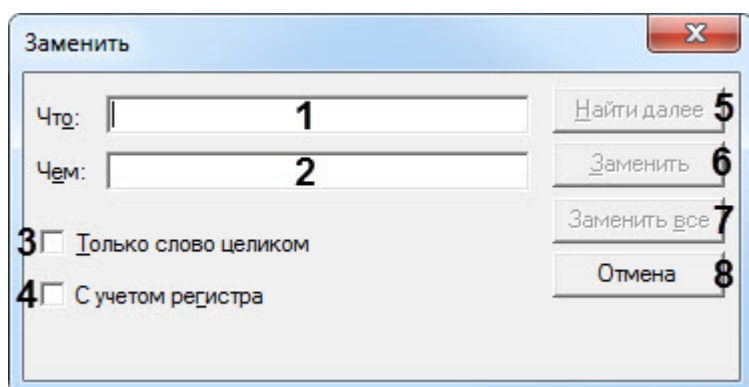 Заменить
Что: 1
Найти далее 5
Чем: 2
Заменить 6
Заменить все 7
3 Только слово целиком
Отмена 8
4 С учетом регистра